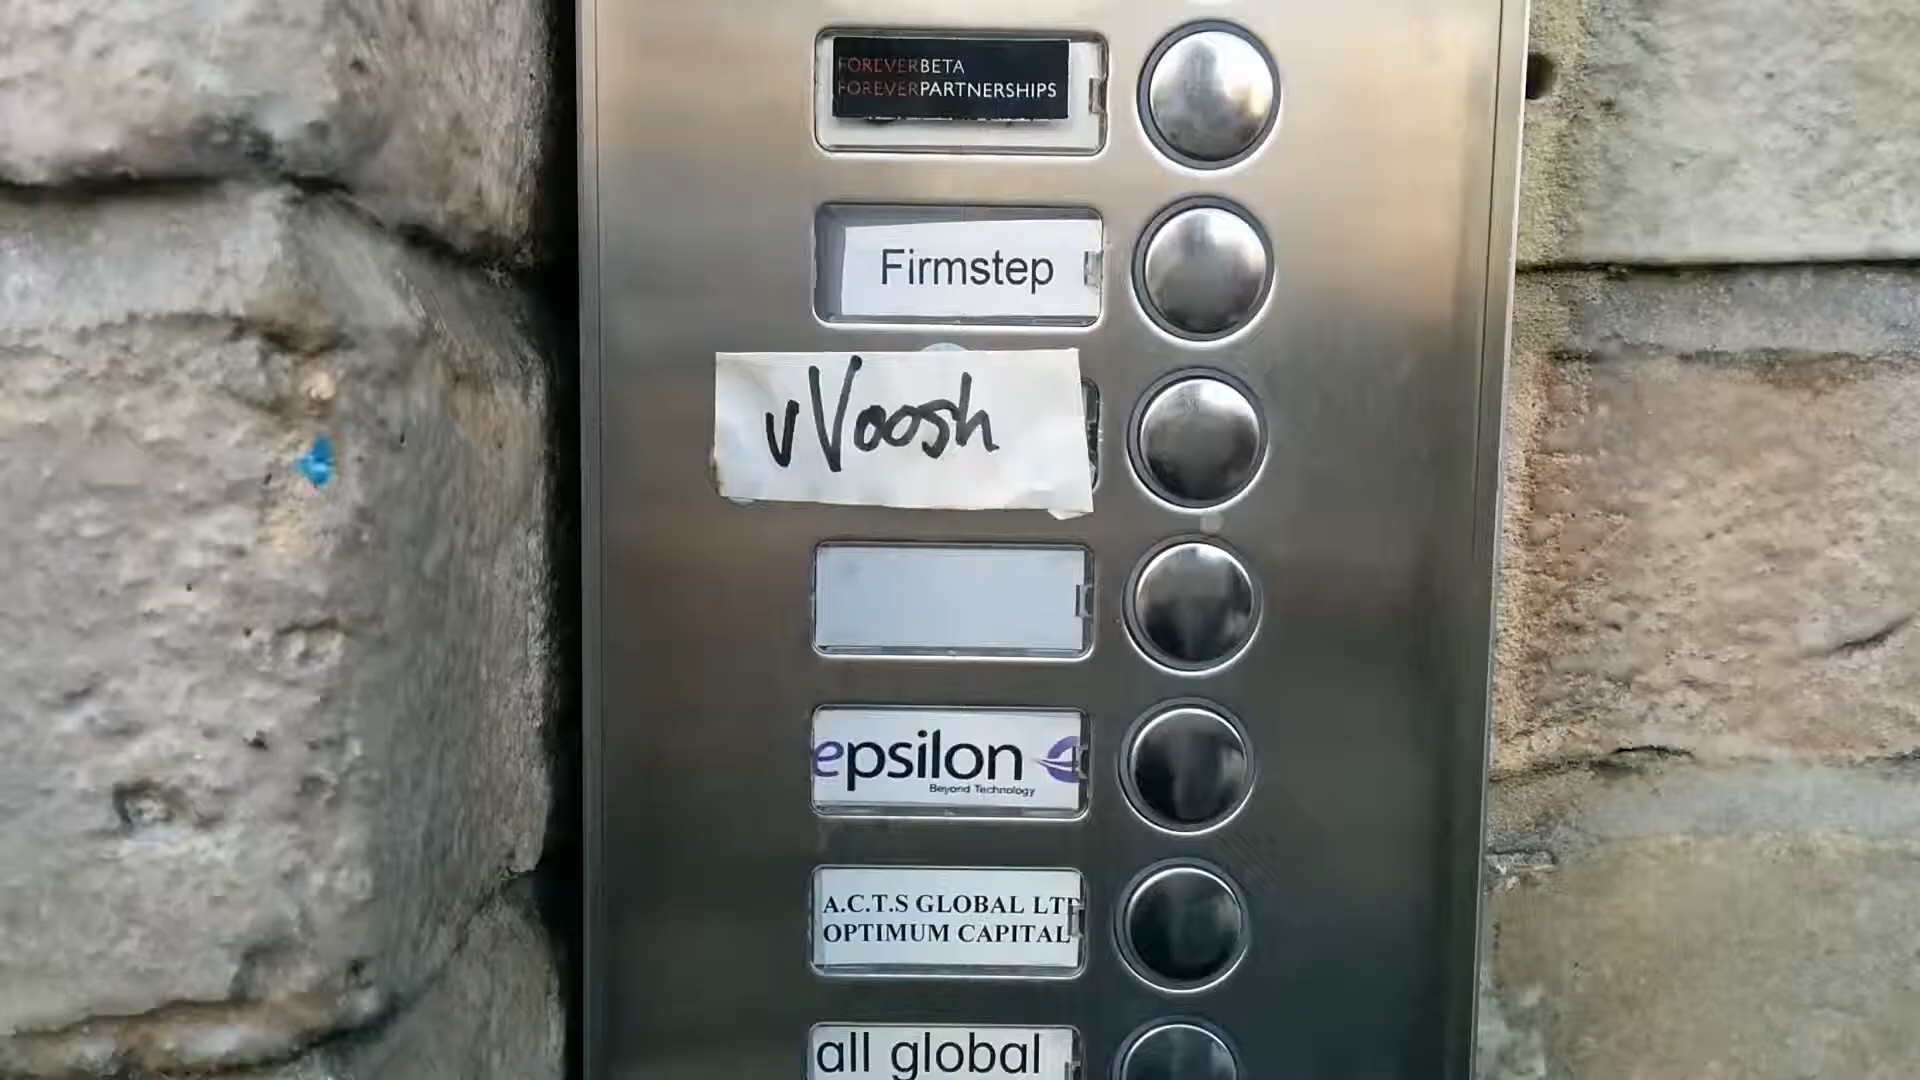 FOREVERBETA
FOREVERPARTNERSHIPS
Firmstep
vVoosh
epsilon
Beyond Technology
A.C.T.S GLOBAL LTD
OPTIMUM CAPITAL
all global